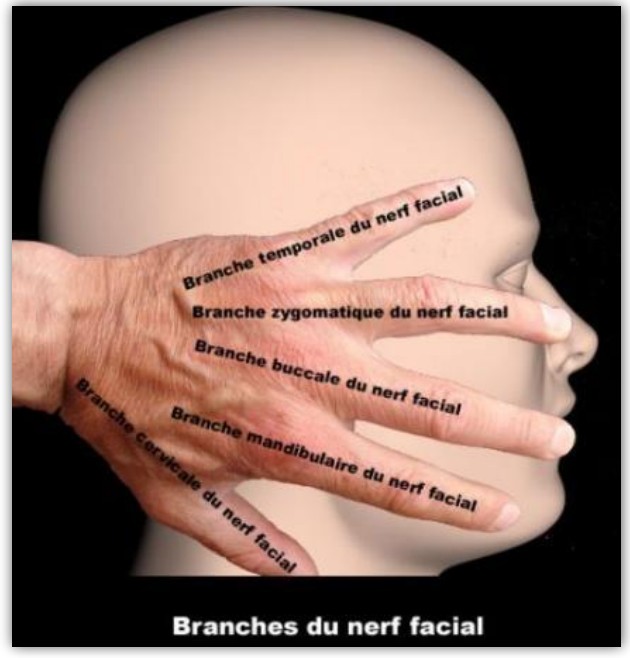 Branche temporale du nerf facial
Branche zygomatique du nerf facial
Branche buccale du nerf facial
Branche mandibulaire du nerf facial
Branche cervicale du nerf facial
Branches du nerf facial